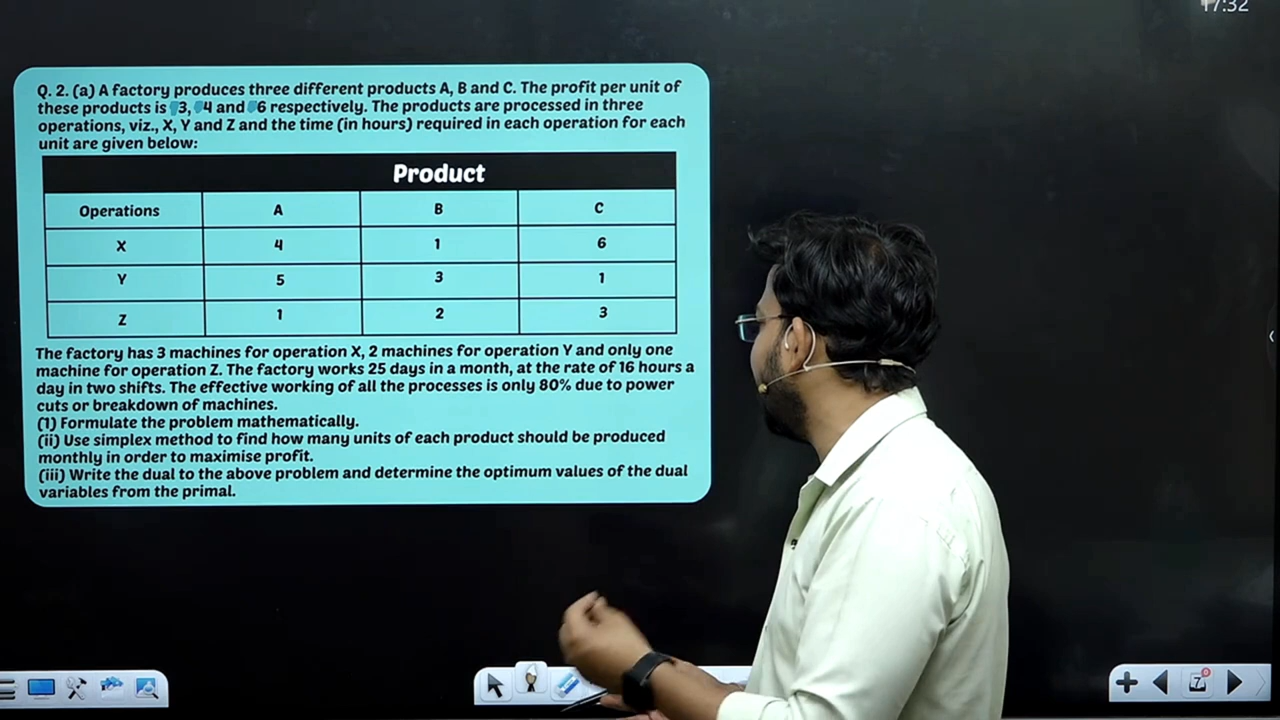 17:32
Q. 2. (a) A factory produces three different products A, B and C. The profit per unit of
these products is 3, 4 and 6 respectively. The products are processed in three
operations, viz., X, Y and Z and the time (in hours) required in each operation for each
unit are given below:
Product
Operations A B C
X 4 1 6
Y 5 3 1
Z 1 2 3
The factory has 3 machines for operation X, 2 machines for operation Y and only one
machine for operation Z. The factory works 25 days in a month, at the rate of 16 hours a
day in two shifts. The effective working of all the processes is only 80% due to power
cuts or breakdown of machines.
(1) Formulate the problem mathematically.
(ii) Use simplex method to find how many units of each product should be produced
monthly in order to maximise profit.
(iii) Write the dual to the above problem and determine the optimum values of the dual
variables from the primal.
7